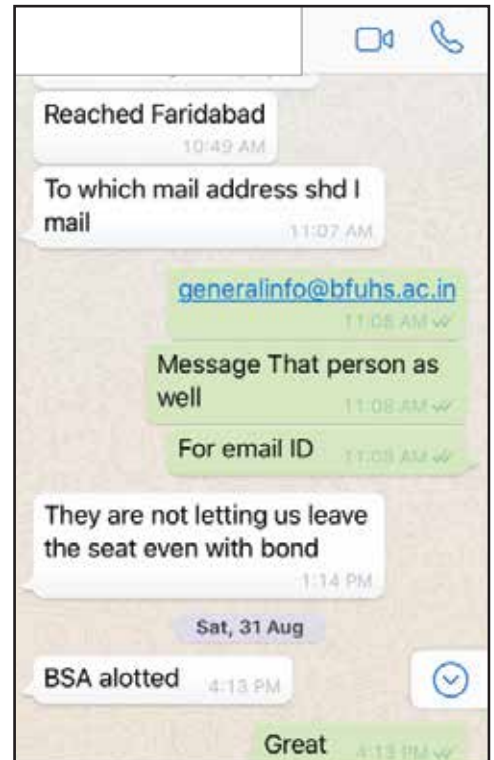 Reached Faridabad
10:49 AM
To which mail address shd I
mail
11:07 AM
generalinfo@bfuhs.ac.in
11:08 AM
Message That person as
well
11:08 AM
For email ID
11:08 AM
They are not letting us leave
the seat even with bond
1:14 PM
Sat, 31 Aug
BSA alotted
4:13 PM
Great
4:13 PM